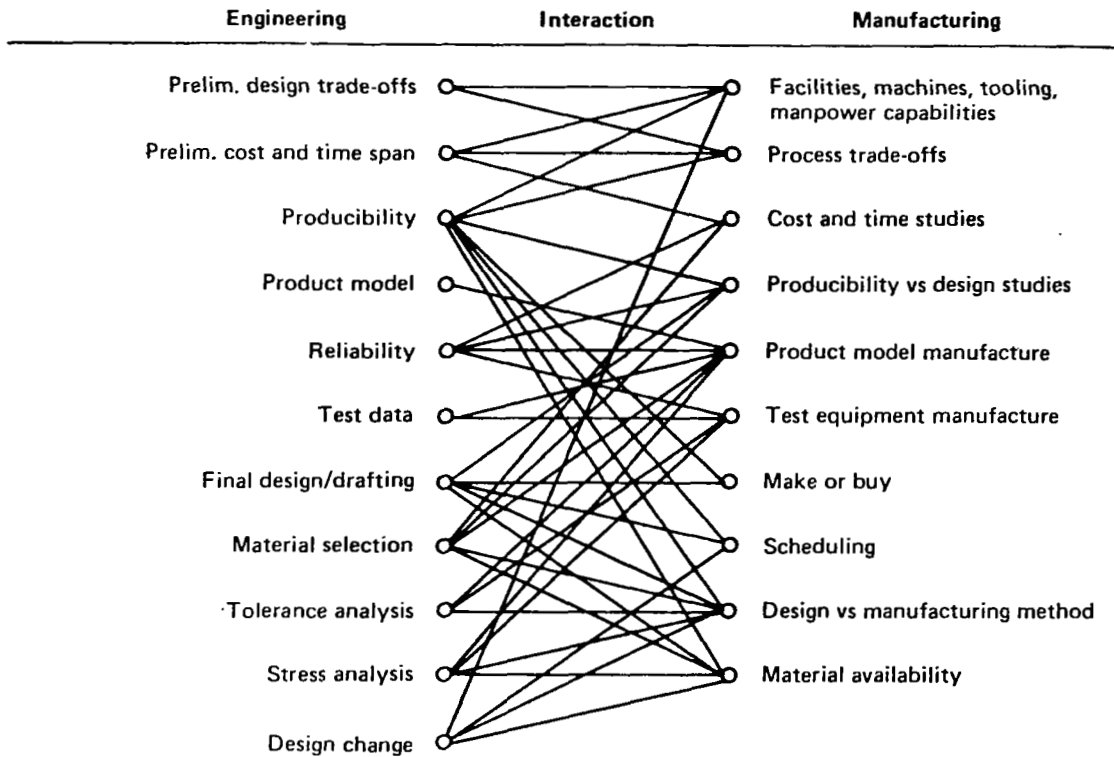 Engineering Interaction Manufacturing
Prelim. design trade-offs
Facilities, machines, tooling,
manpower capabilities
Prelim. cost and time span
Process trade-offs
Producibility
Cost and time studies
Product model
Producibility vs design studies
Reliability
Product model manufacture
Test data
Test equipment manufacture
Final design/drafting
Make or buy
Material selection
Scheduling
Tolerance analysis
Design vs manufacturing method
Stress analysis
Material availability
Design change